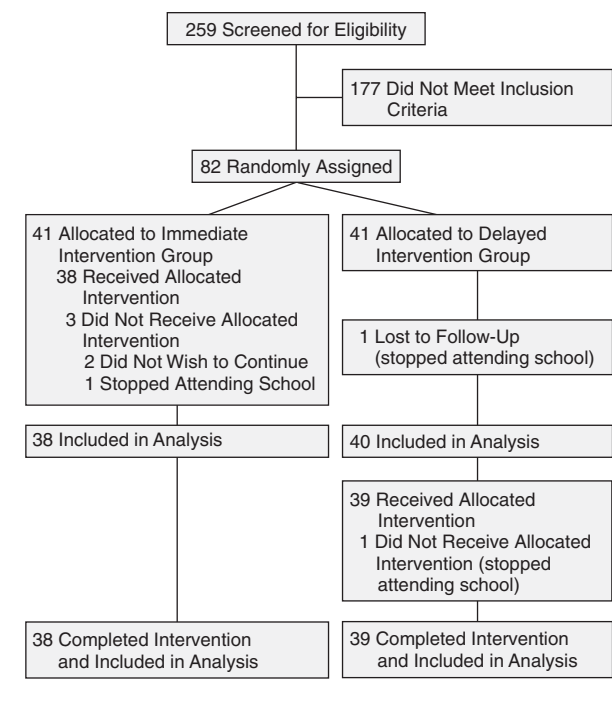 259 Screened for Eligibility
177 Did Not Meet Inclusion
Criteria
82 Randomly Assigned
41 Allocated to Immediate
Intervention Group
38 Received Allocated
Intervention
3 Did Not Receive Allocated
Intervention
2 Did Not Wish to Continue
1 Stopped Attending School
41 Allocated to Delayed
Intervention Group
1 Lost to Follow-Up
(stopped attending school)
38 Included in Analysis
40 Included in Analysis
39 Received Allocated
Intervention
1 Did Not Receive Allocated
Intervention (stopped
attending school)
38 Completed Intervention
and Included in Analysis
39 Completed Intervention
and Included in Analysis